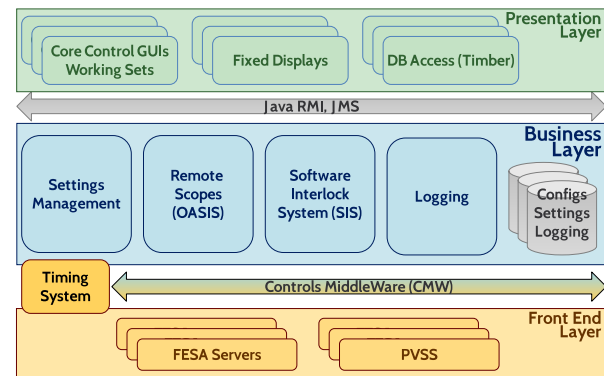 Presentation
Layer
Core Control GUIs
Working Sets
Fixed Displays
DB Access (Timber)
Java RMI, JMS
Business
Layer
Settings
Management
Remote
Scopes
(OASIS)
Software
Interlock
System (SIS)
Logging
Configs
Settings
Logging
Timing
System
Controls MiddleWare (CMW)
Front End
Layer
FESA Servers
PVSS